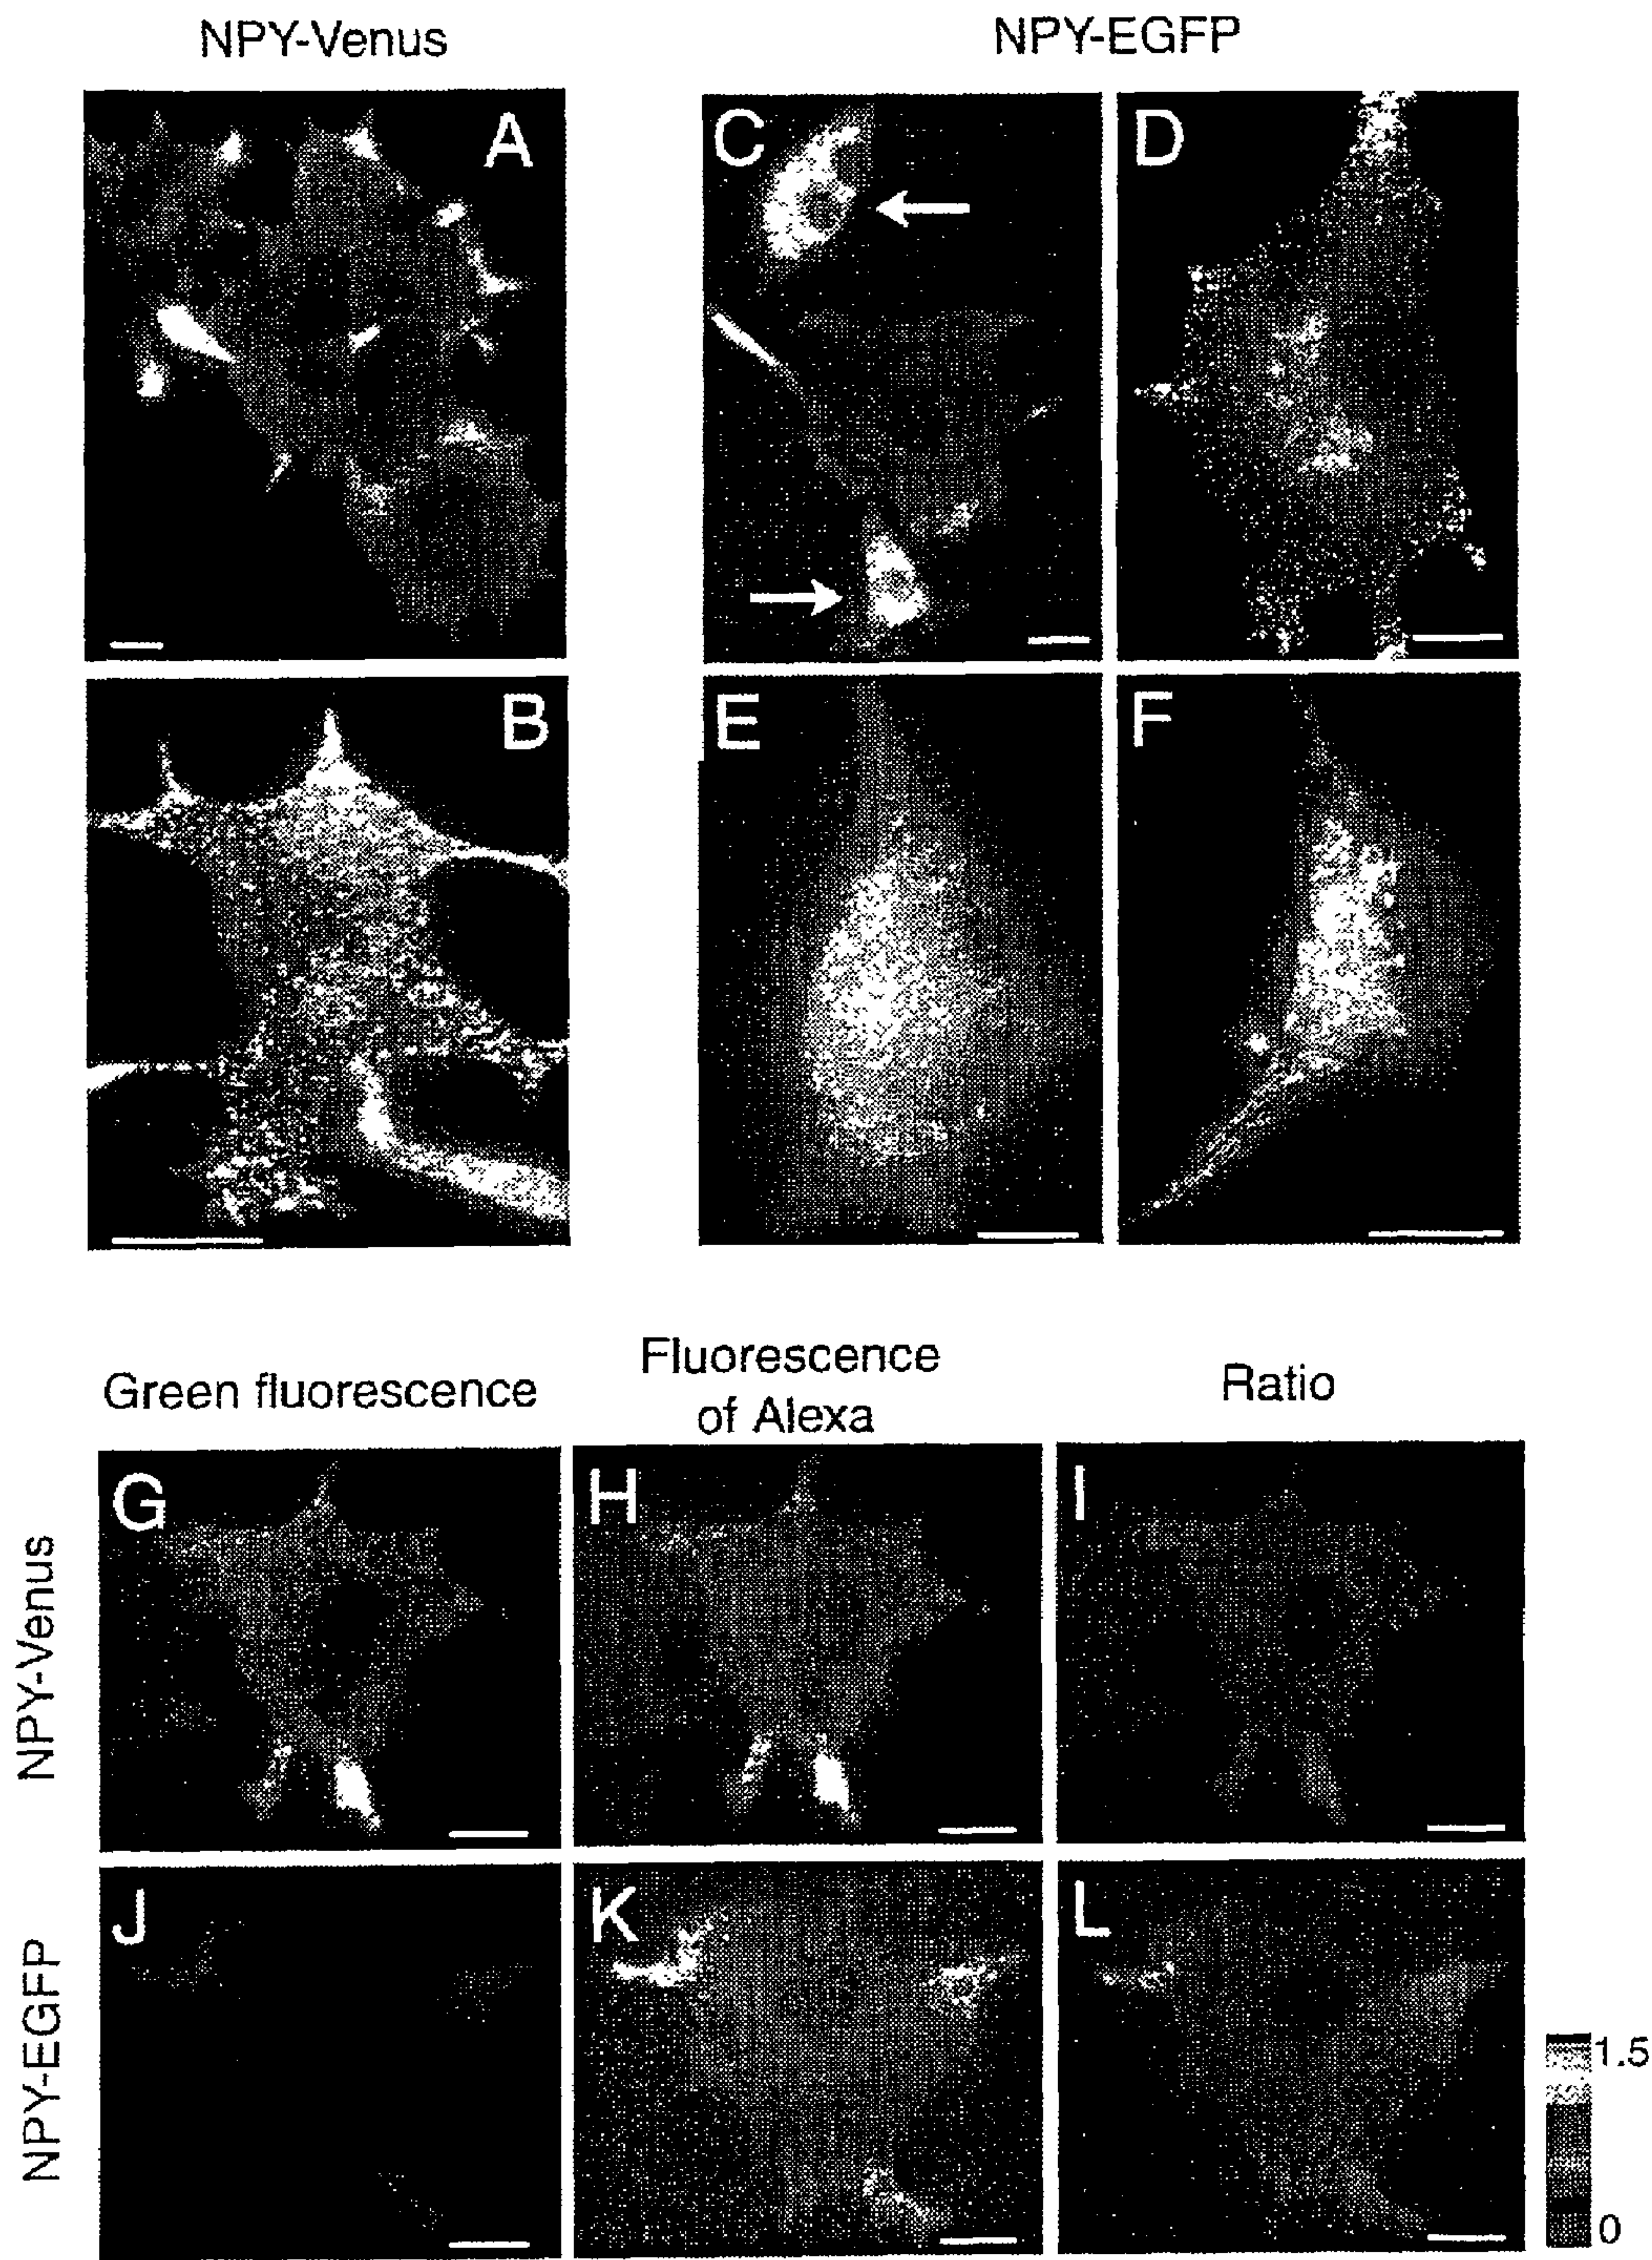 NPY-Venus
NPY-EGFP
A
C
D
B
E
F
Green fluorescence
Fluorescence
of Alexa
Ratio
NPY-Venus
G
H
I
NPY-EGFP
J
K
L
1.5
0